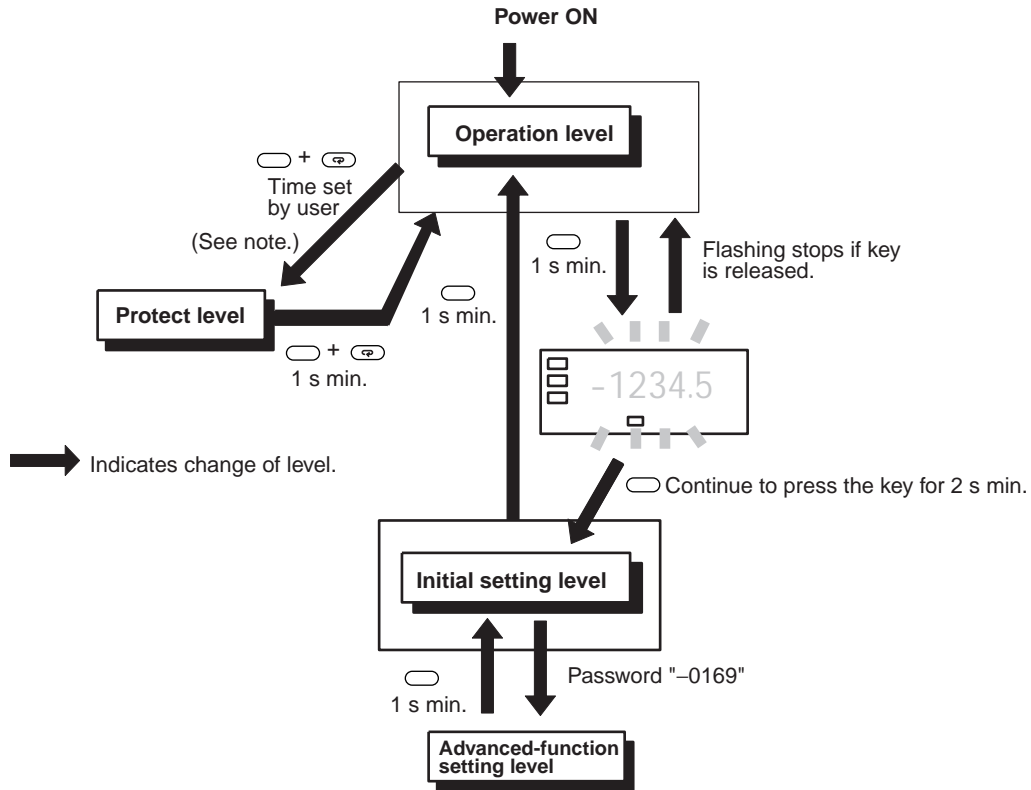 Power ON
Operation level
+
Time set
by user
(See note.)
1 s min.
Flashing stops if key
is released.
Protect level
1 s min.
+
1 s min.
-1234.5
Indicates change of level.
Continue to press the key for 2 s min.
Initial setting level
Password "–0169"
1 s min.
Advanced-function
setting level